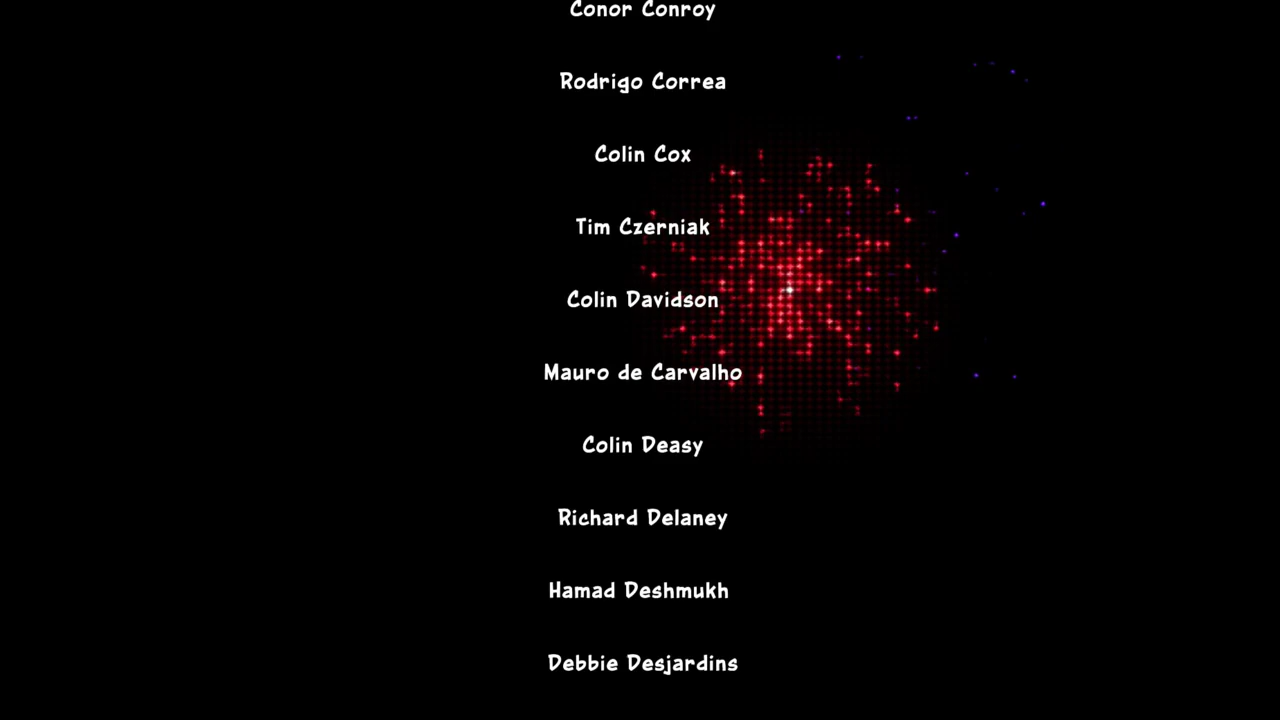 Conor Conroy
Rodrigo Correa
Colin Cox
Tim Czerniak
Colin Davidson
Mauro de Carvalho
Colin Deasy
Richard Delaney
Hamad Deshmukh
Debbie Desjardins